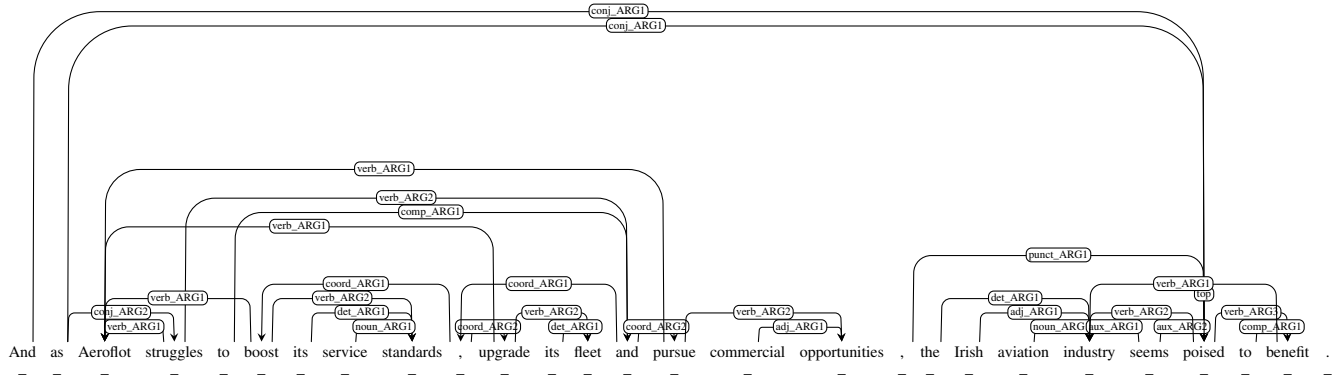 conj_ARG1
conj_ARG1
verb_ARG1
verb_ARG2
comp_ARG1
verb_ARG1
punct_ARG1
coord_ARG1 coord_ARG1 verb_ARG1
verb_ARG1 verb_ARG2 det_ARG1 top
conj_ARG2 det_ARG1 verb_ARG2 verb_ARG2 adj_ARG1 verb_ARG2 verb_ARG3
verb_ARG1 noun_ARG1 coord_ARG2 det_ARG1 coord_ARG2 adj_ARG1 noun_ARG aux_ARG1 aux_ARG2 comp_ARG1
And as Aeroflot struggles to boost its service standards , upgrade its fleet and pursue commercial opportunities , the Irish aviation industry seems poised to benefit .
_ _ _ _ _ _ _ _ _ _ _ _ _ _ _ _ _ _ _ _ _ _ _ _ _ _ _